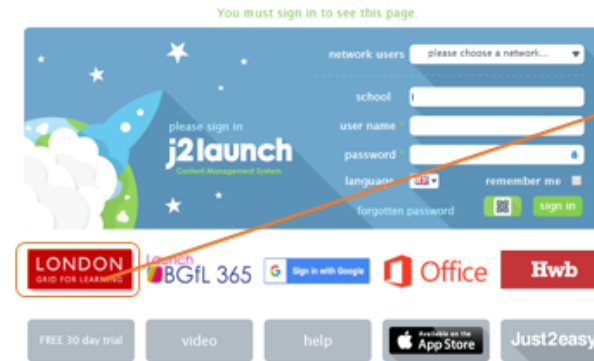 You must sign in to see this page.
network users please choose a network...
school
please sign in user name *
j2launch password *
Content Management System
language remember me
forgotten password sign in
LONDON GRID FOR LEARNING Launch BGfL 365 G Sign in with Google Office Hwb
FREE 30 day trial video help Available on the App Store Just2easy